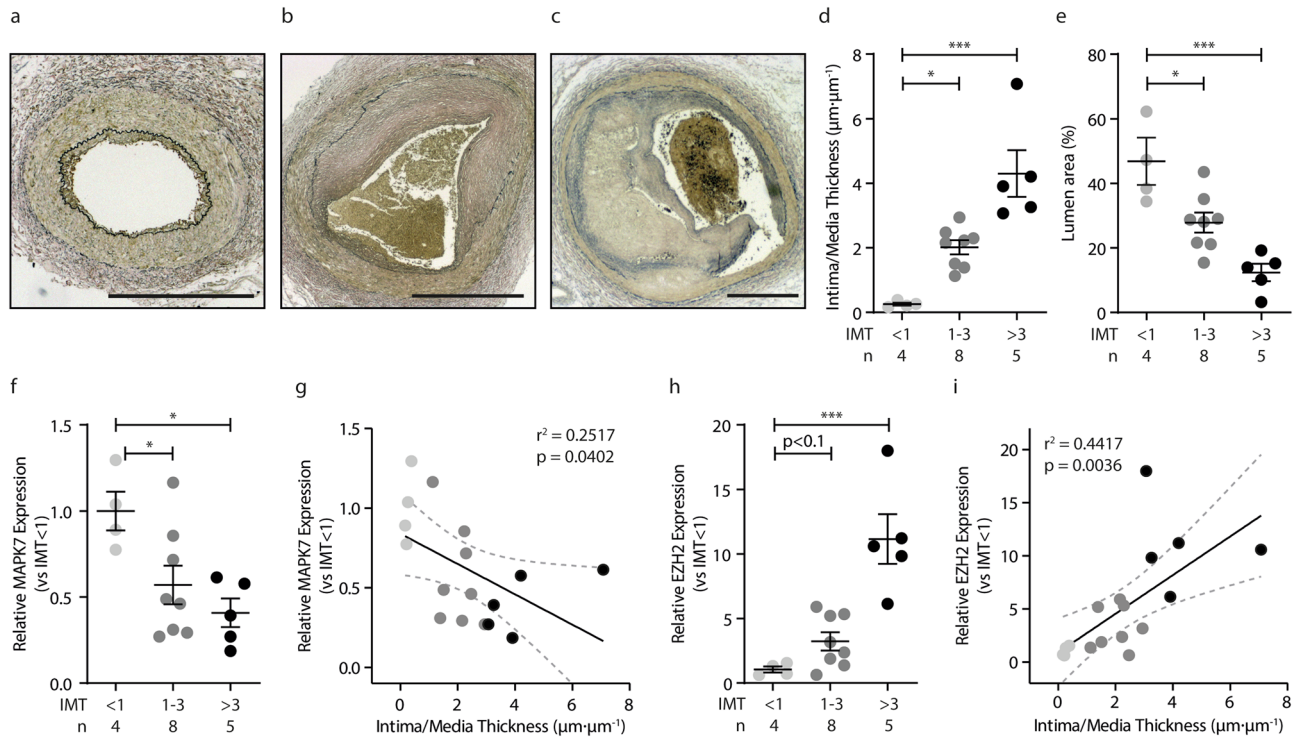 a
b
c
d
Intima/Media Thickness (µm·µm⁻¹)
8
6
4
2
0
***
*
IMT <1 1-3 >3
n 4 8 5
e
Lumen area (%)
80
60
40
20
0
***
*
IMT <1 1-3 >3
n 4 8 5
f
Relative MAPK7 Expression
(vs IMT<1)
1.5
1.0
0.5
0.0
*
*
IMT <1 1-3 >3
n 4 8 5
g
Relative MAPK7 Expression
(vs IMT<1)
1.5
1.0
0.5
0.0
r² = 0.2517
p = 0.0402
0 2 4 6 8
Intima/Media Thickness (µm·µm⁻¹)
h
Relative EZH2 Expression
(vs IMT<1)
20
15
10
5
0
***
p<0.1
IMT <1 1-3 >3
n 4 8 5
i
Relative EZH2 Expression
(vs IMT<1)
20
15
10
5
0
r² = 0.4417
p = 0.0036
0 2 4 6 8
Intima/Media Thickness (µm·µm⁻¹)